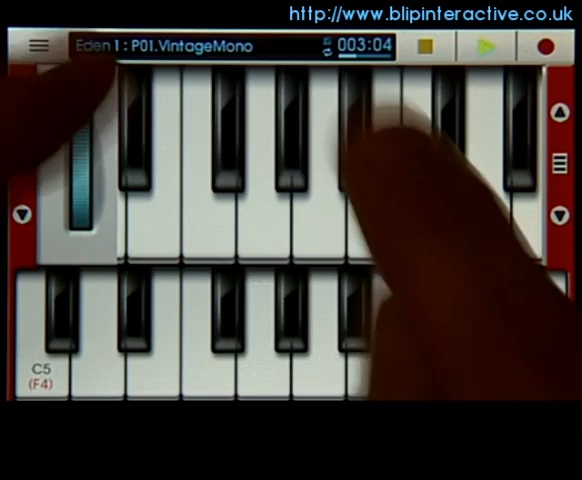 http://www.blipinteractive.co.uk
Eden 1 : P01.VintageMono
003:04
C5
(F4)